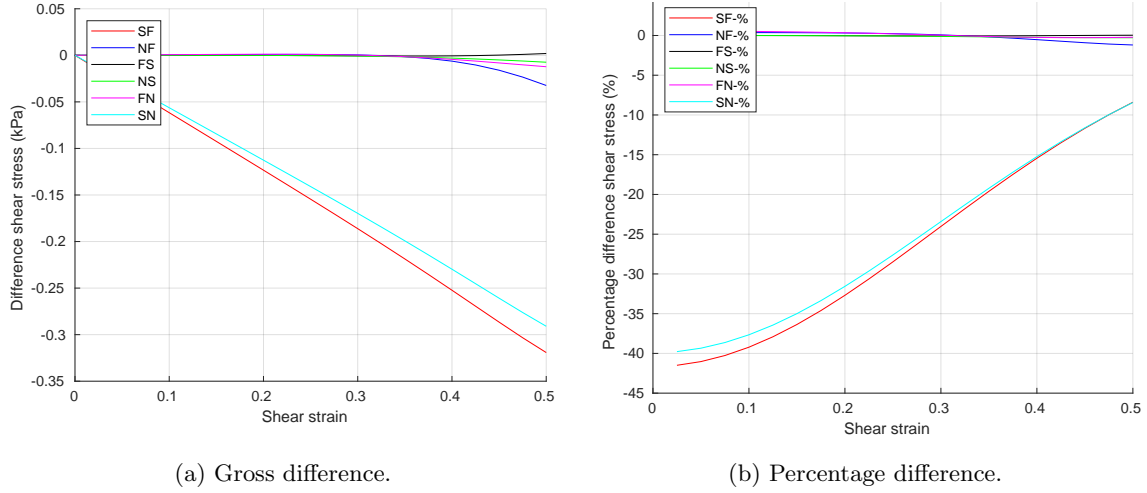 0.05
0
-0.05
-0.1
-0.15
-0.2
-0.25
-0.3
-0.35
Difference shear stress (kPa)
SF
NF
FS
NS
FN
SN
0 0.1 0.2 0.3 0.4 0.5
Shear strain
(a) Gross difference.
0
-5
-10
-15
-20
-25
-30
-35
-40
-45
Percentage difference shear stress (%)
SF-%
NF-%
FS-%
NS-%
FN-%
SN-%
0 0.1 0.2 0.3 0.4 0.5
Shear strain
(b) Percentage difference.